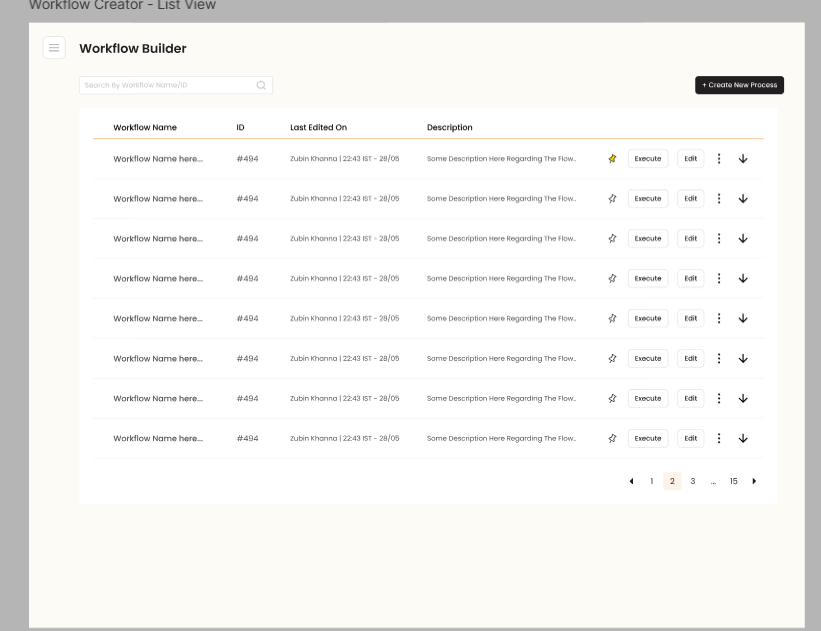 Workflow Creator - List View
Workflow Builder
Search By Workflow Name/ID
+ Create New Process
Workflow Name ID Last Edited On Description
Workflow Name here... #494 Zubin Khanna | 22:43 IST - 28/05 Some Description Here Regarding The Flow.. Execute Edit
Workflow Name here... #494 Zubin Khanna | 22:43 IST - 28/05 Some Description Here Regarding The Flow.. Execute Edit
Workflow Name here... #494 Zubin Khanna | 22:43 IST - 28/05 Some Description Here Regarding The Flow.. Execute Edit
Workflow Name here... #494 Zubin Khanna | 22:43 IST - 28/05 Some Description Here Regarding The Flow.. Execute Edit
Workflow Name here... #494 Zubin Khanna | 22:43 IST - 28/05 Some Description Here Regarding The Flow.. Execute Edit
Workflow Name here... #494 Zubin Khanna | 22:43 IST - 28/05 Some Description Here Regarding The Flow.. Execute Edit
Workflow Name here... #494 Zubin Khanna | 22:43 IST - 28/05 Some Description Here Regarding The Flow.. Execute Edit
Workflow Name here... #494 Zubin Khanna | 22:43 IST - 28/05 Some Description Here Regarding The Flow.. Execute Edit
1 2 3 ... 15